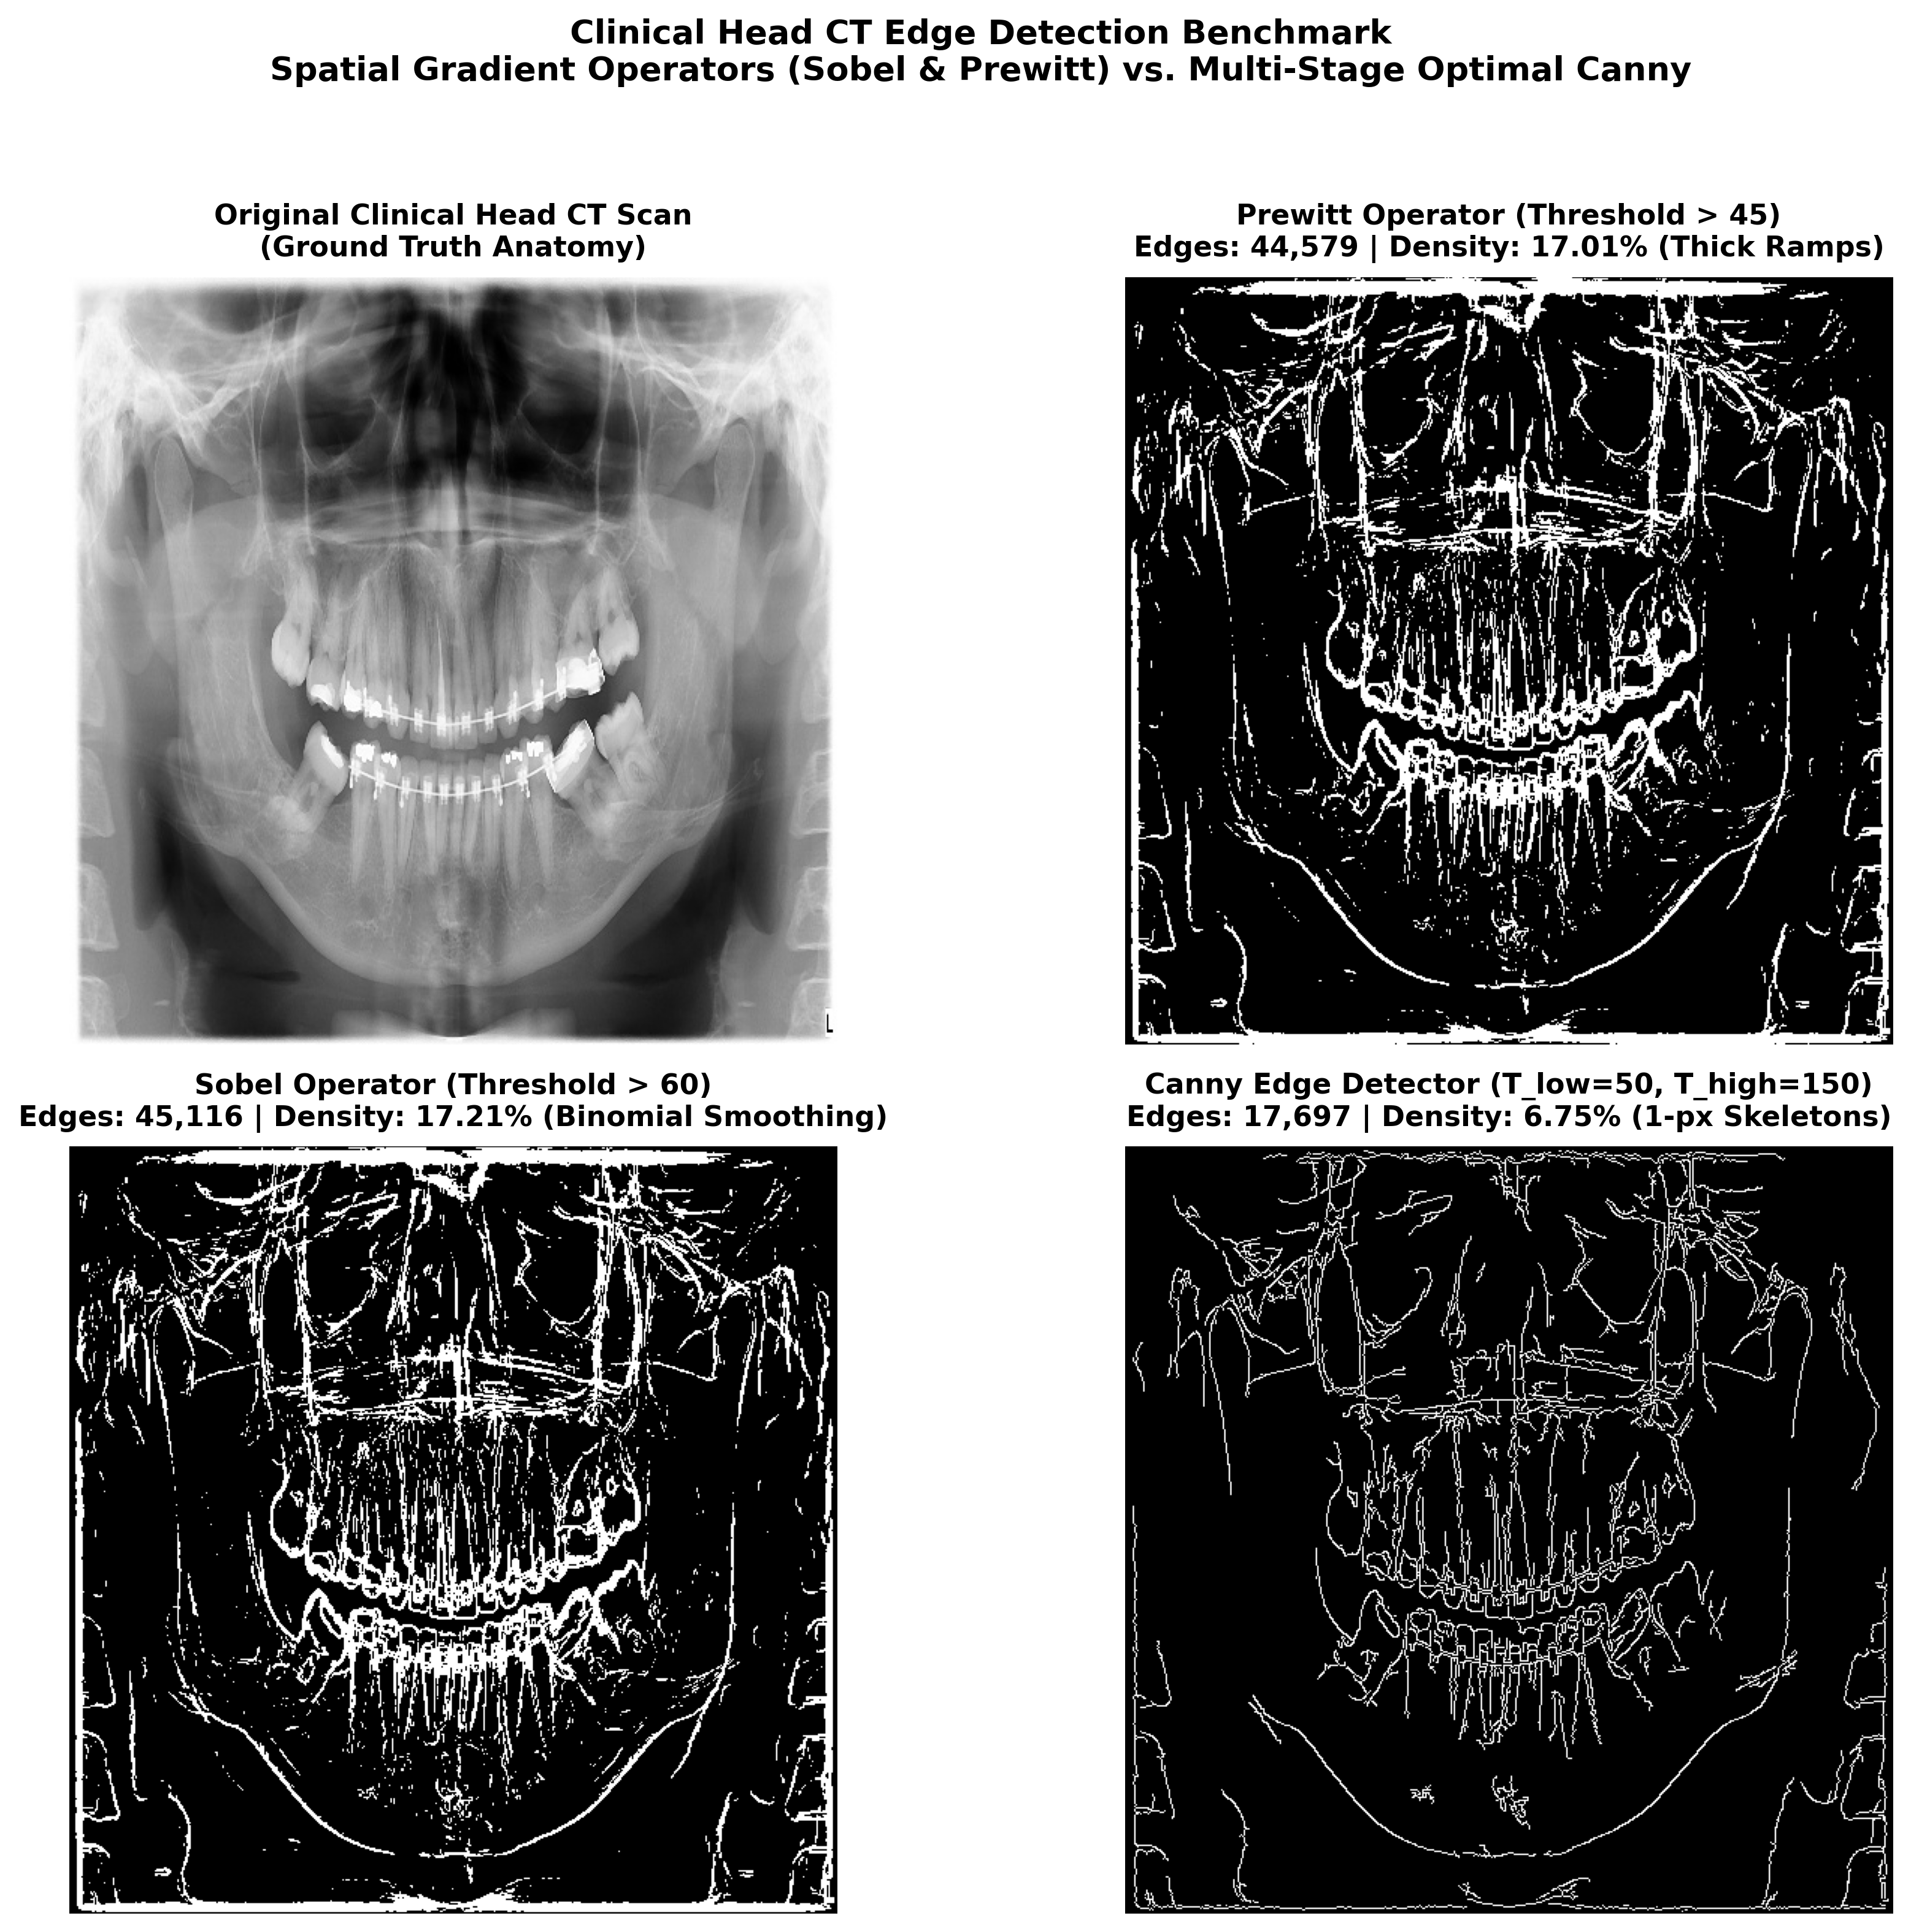 Clinical Head CT Edge Detection Benchmark
Spatial Gradient Operators (Sobel & Prewitt) vs. Multi-Stage Optimal Canny
Original Clinical Head CT Scan
(Ground Truth Anatomy)
Prewitt Operator (Threshold > 45)
Edges: 44,579 | Density: 17.01% (Thick Ramps)
L
Sobel Operator (Threshold > 60)
Edges: 45,116 | Density: 17.21% (Binomial Smoothing)
Canny Edge Detector (T_low=50, T_high=150)
Edges: 17,697 | Density: 6.75% (1-px Skeletons)